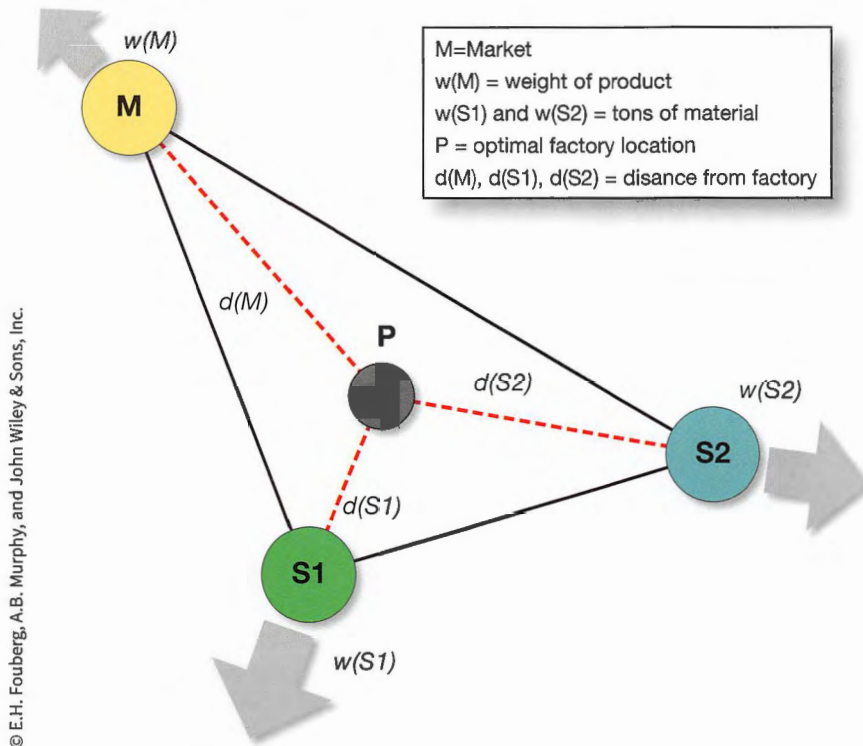 w(M)
M
M=Market
w(M) = weight of product
w(S1) and w(S2) = tons of material
P = optimal factory location
d(M), d(S1), d(S2) = disance from factory
d(M)
P
d(S2)
w(S2)
S2
d(S1)
S1
w(S1)
© E.H. Fouberg, A.B. Murphy, and John Wiley & Sons, Inc.